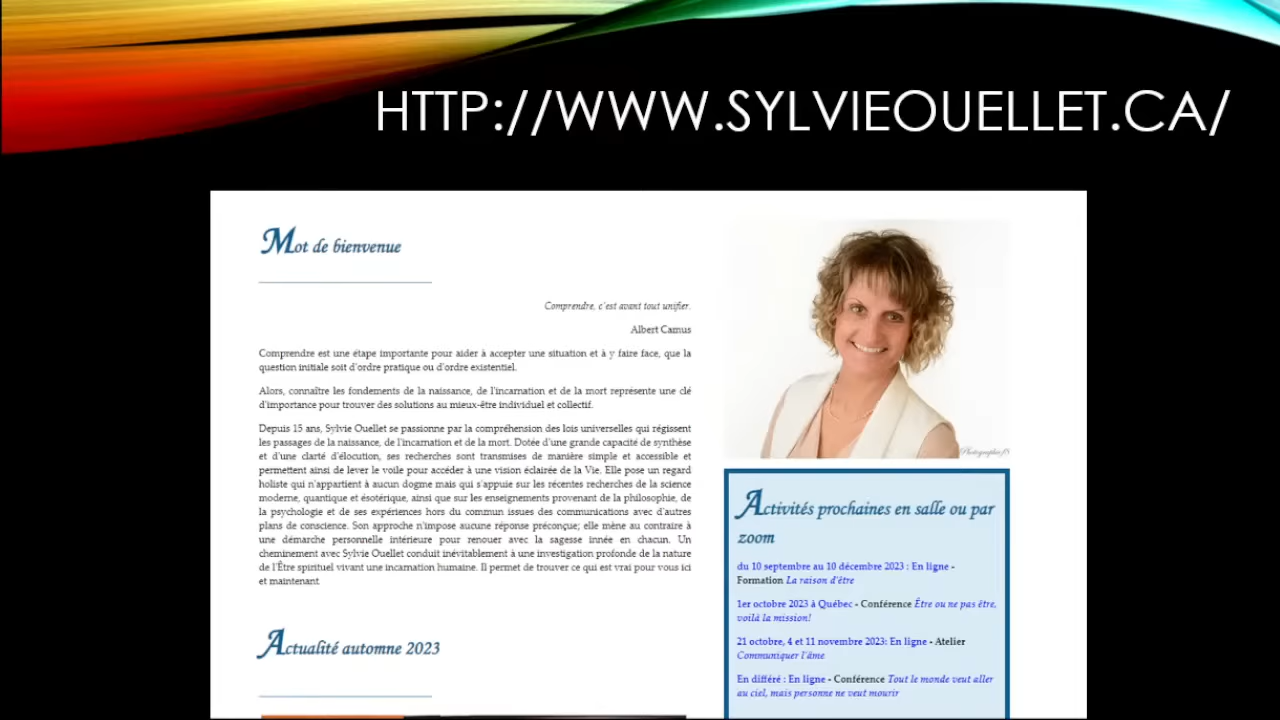 HTTP://WWW.SYLVIEOUELLET.CA/
Mot de bienvenue
Comprendre, c'est avant tout unifier.
Albert Camus
Comprendre est une étape importante pour aider à accepter une situation et à y faire face, que la
question initiale soit d'ordre pratique ou d'ordre existentiel.
Alors, connaître les fondements de la naissance, de l'incarnation et de la mort représente une clé
d'importance pour trouver des solutions au mieux-être individuel et collectif.
Depuis 15 ans, Sylvie Ouellet se passionne par la compréhension des lois universelles qui régissent
les passages de la naissance, de l'incarnation et de la mort. Dotée d'une grande capacité de synthèse
et d'une clarté d'élocution, ses recherches sont transmises de manière simple et accessible et
permettent ainsi de lever le voile pour accéder à une vision éclairée de la Vie. Elle pose un regard
holiste qui n'appartient à aucun dogme mais qui s'appuie sur les récentes recherches de la science
moderne, quantique et ésotérique, ainsi que sur les enseignements provenant de la philosophie, de
la psychologie et de ses expériences hors du commun issues des communications avec d'autres
plans de conscience. Son approche n'impose aucune réponse préconçue; elle mène au contraire à
une démarche personnelle intérieure pour renouer avec la sagesse innée en chacun. Un
cheminement avec Sylvie Ouellet conduit inévitablement à une investigation profonde de la nature
de l'Être spirituel vivant une incarnation humaine. Il permet de trouver ce qui est vrai pour vous ici
et maintenant.
Actualité automne 2023
Activités prochaines en salle ou par
zoom
du 10 septembre au 10 décembre 2023 : En ligne -
Formation La raison d'être
1er octobre 2023 à Québec - Conférence Être ou ne pas être,
voilà la mission!
21 octobre, 4 et 11 novembre 2023: En ligne - Atelier
Communiquer l'âme
En différé : En ligne - Conférence Tout le monde veut aller
au ciel, mais personne ne veut mourir